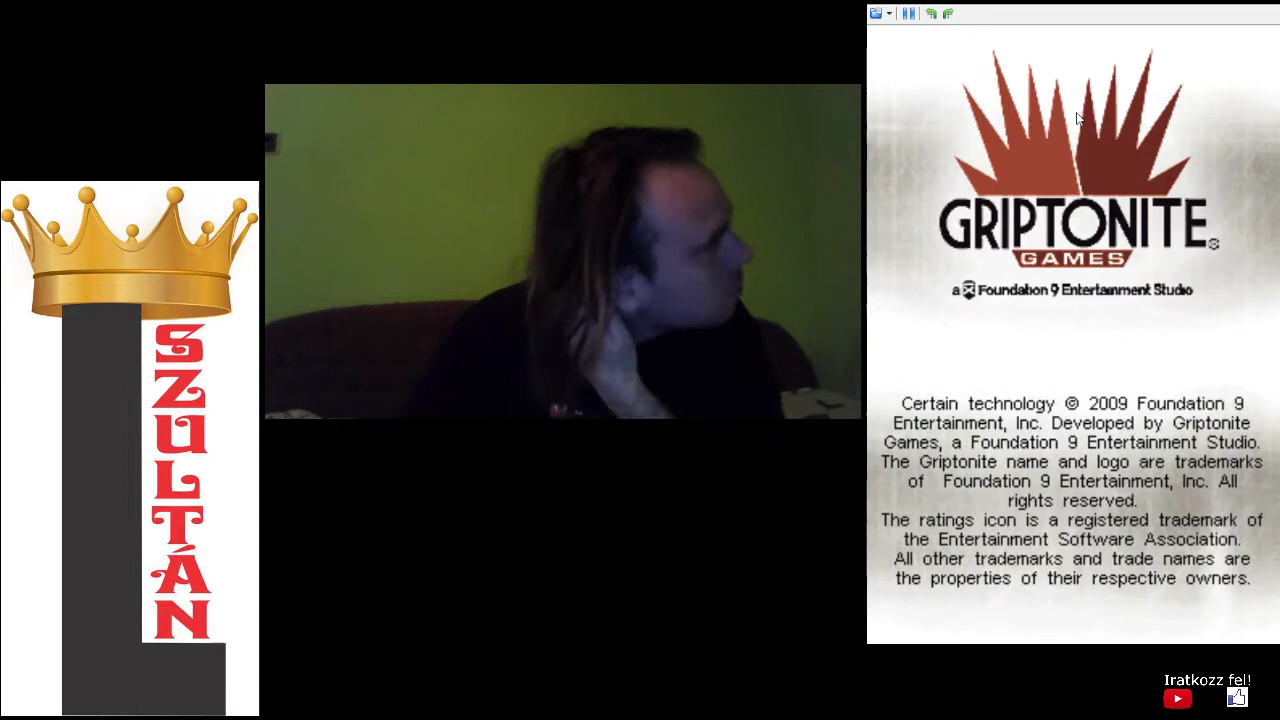 SZULTÁN
GRIPTONITE®
GAMES
a Foundation 9 Entertainment Studio
Certain technology © 2009 Foundation 9
Entertainment, Inc. Developed by Griptonite
Games, a Foundation 9 Entertainment Studio.
The Griptonite name and logo are trademarks
of Foundation 9 Entertainment, Inc. All
rights reserved.
The ratings icon is a registered trademark of
the Entertainment Software Association.
All other trademarks and trade names are
the properties of their respective owners.
Iratkozz fel!